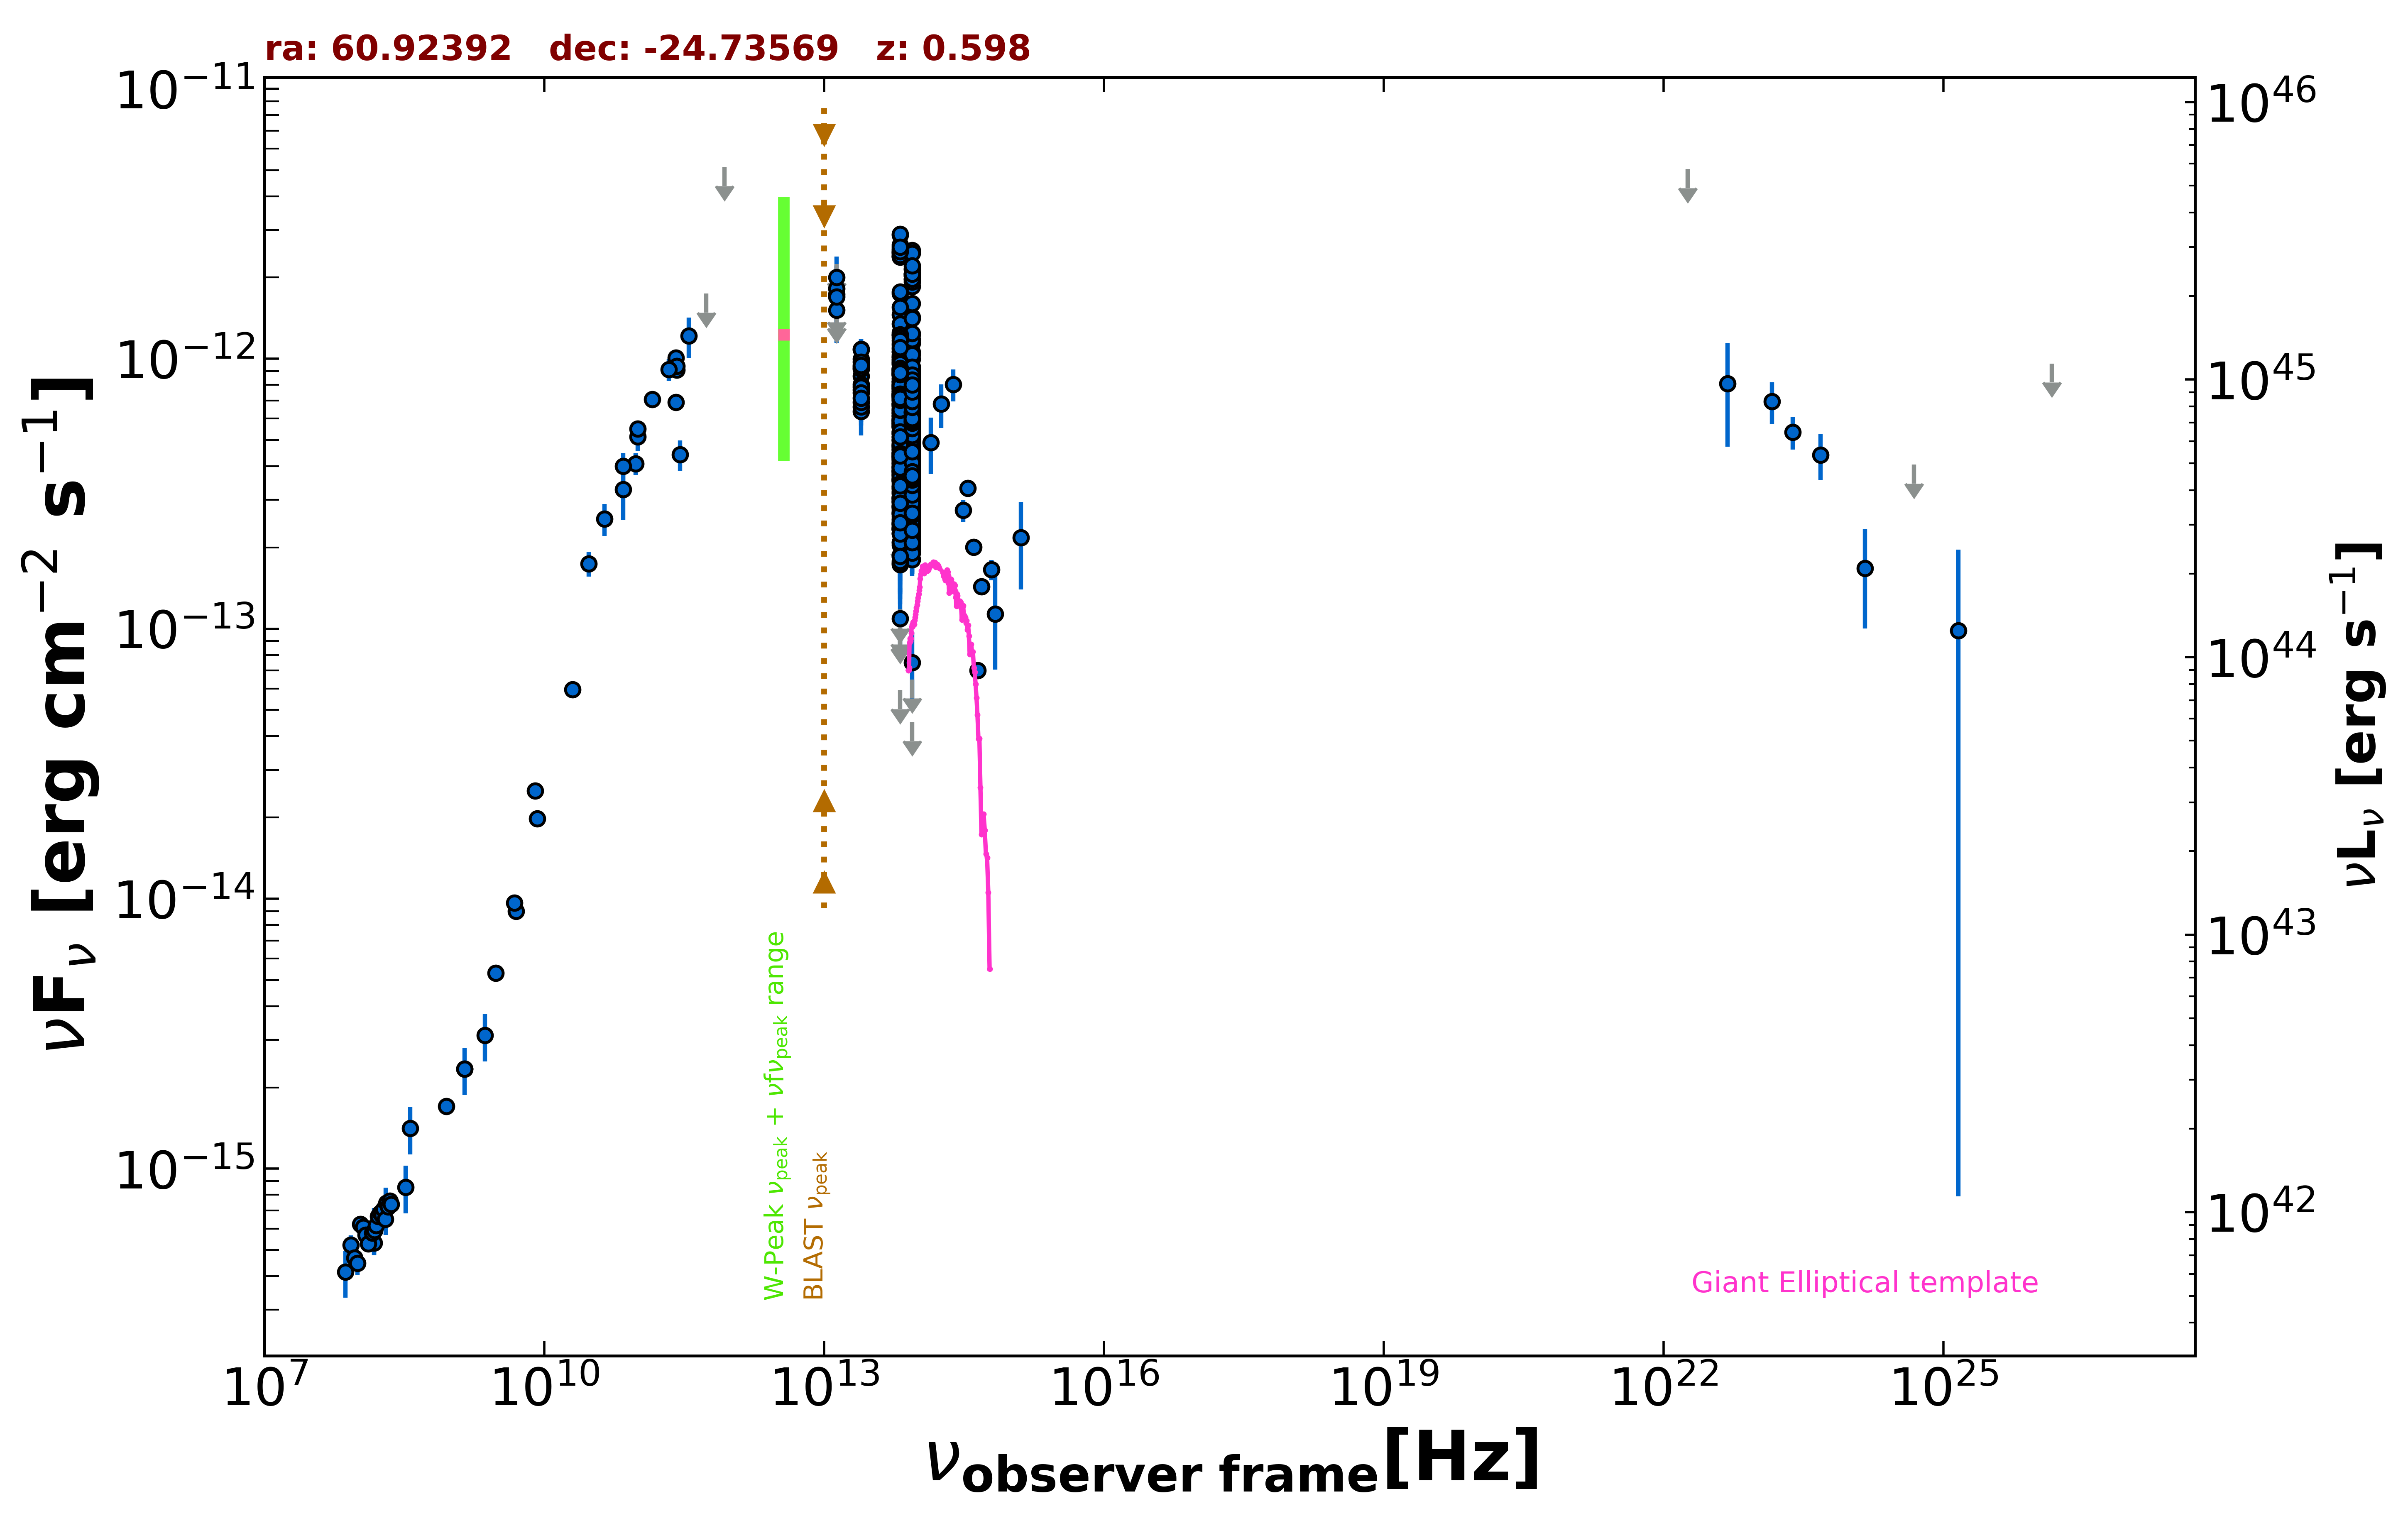 ra: 60.92392 dec: -24.73569 z: 0.598
10⁻¹¹
10⁻¹²
10⁻¹³
10⁻¹⁴
10⁻¹⁵
νFν [erg cm⁻² s⁻¹]
10⁴⁶
10⁴⁵
10⁴⁴
10⁴³
10⁴²
νLν [erg s⁻¹]
W-Peak νpeak + νfνpeak range
BLAST νpeak
Giant Elliptical template
10⁷ 10¹⁰ 10¹³ 10¹⁶ 10¹⁹ 10²² 10²⁵
νobserver frame[Hz]